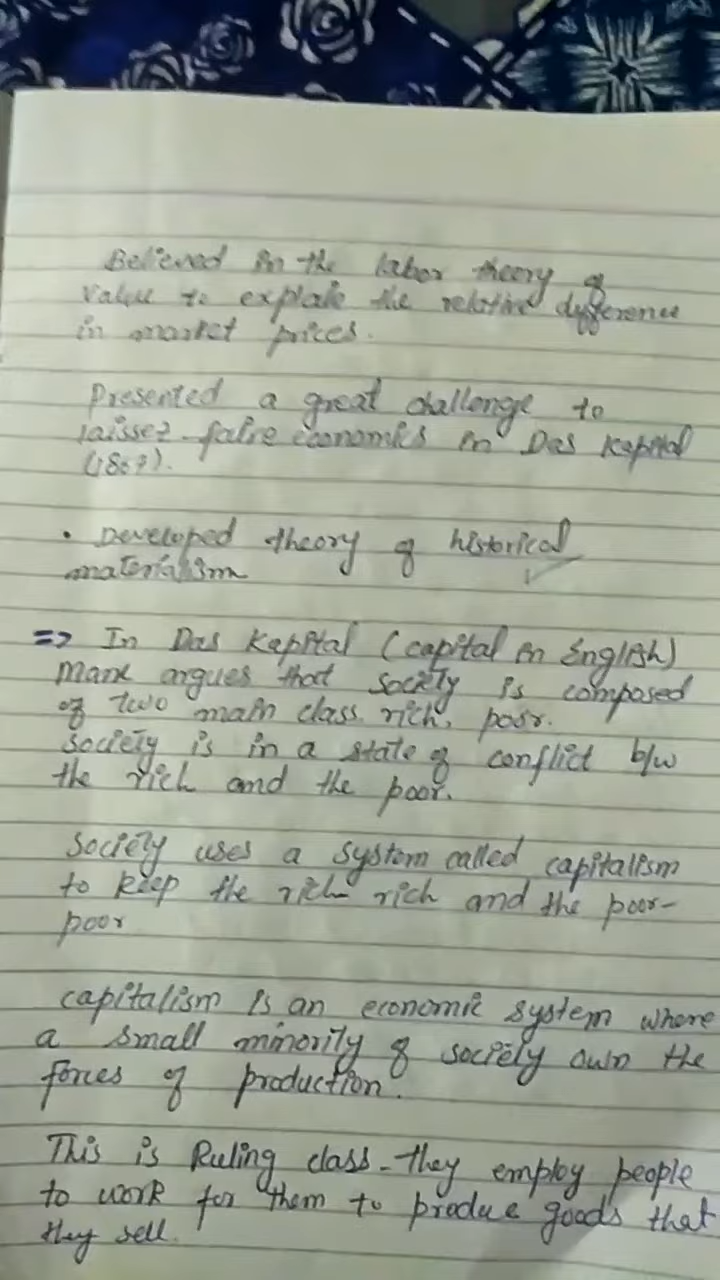 Believed in the labor theory of
value to explain the relative difference
in market prices.
Presented a great challenge to
laissez-faire economics in Das Kapital
(1867).
• Developed theory of historical
materialism
=> In Das Kapital (capital in English)
Marx argues that society is composed
of two main class rich, poor.
Society is in a state of conflict b/w
the rich and the poor.
Society uses a system called capitalism
to keep the rich rich and the poor-
poor
capitalism is an economic system where
a small minority of society own the
forces of production.
This is Ruling class - they employ people
to work for them to produce goods that
they sell.